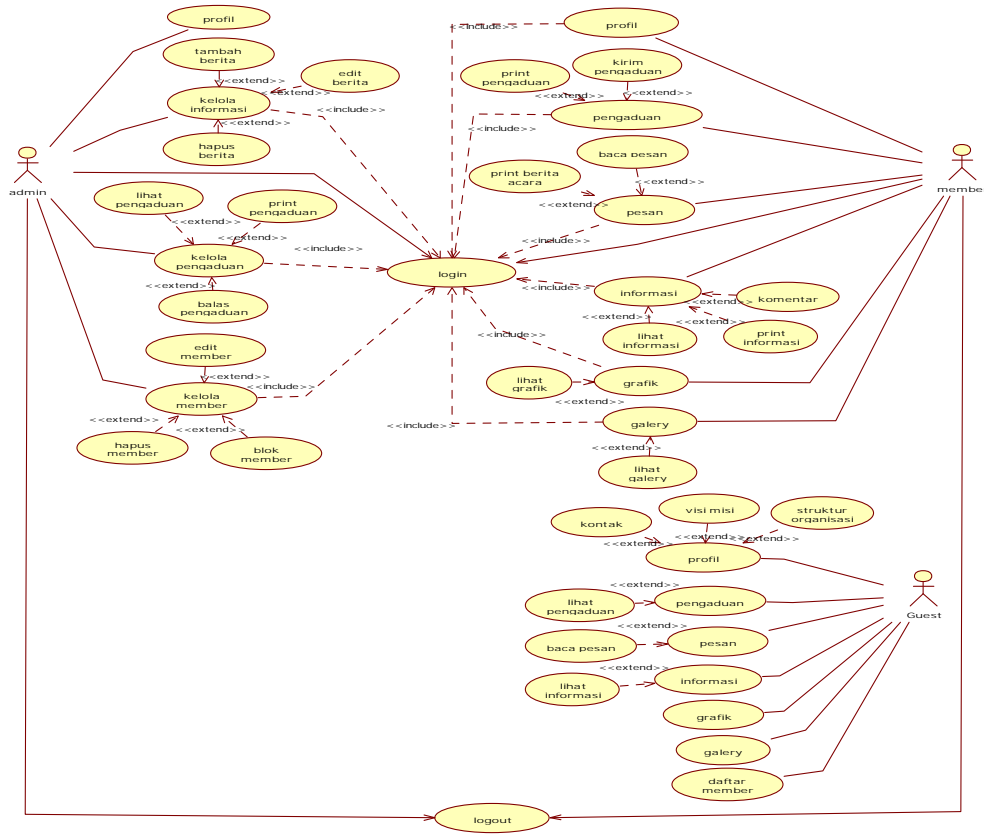 profil
tambah
berita
<<extend>>
edit
berita
<<extend>>
kelola
informasi
<<include>>
<<extend>>
hapus
berita
admin
lihat
pengaduan
print
pengaduan
<<extend>>
<<extend>>
kelola
pengaduan
<<include>>
<<extend>>
balas
pengaduan
edit
member
<<extend>>
<<include>>
kelola
member
<<extend>>
<<extend>>
hapus
member
blok
member
login
<<include>>
profil
print
pengaduan
kirim
pengaduan
<<extend>>
<<extend>>
pengaduan
<<include>>
baca pesan
print berita
acara
<<extend>>
<<extend>>
pesan
membe
<<include>>
informasi
<<include>>
<<extend>>
komentar
<<extend>>
<<extend>>
lihat
informasi
print
informasi
<<include>>
lihat
grafik
grafik
<<extend>>
galery
<<include>>
<<extend>>
lihat
galery
kontak
visi misi
struktur
organisasi
<<extend>>
<<extend>>
<<extend>>
profil
<<extend>>
lihat
pengaduan
pengaduan
Guest
<<extend>>
baca pesan
pesan
<<extend>>
lihat
informasi
informasi
grafik
galery
daftar
member
logout